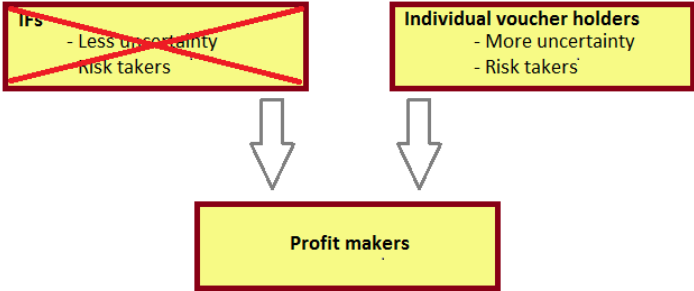 IFs
- Less uncertainty
- Risk takers
Individual voucher holders
- More uncertainty
- Risk takers
Profit makers